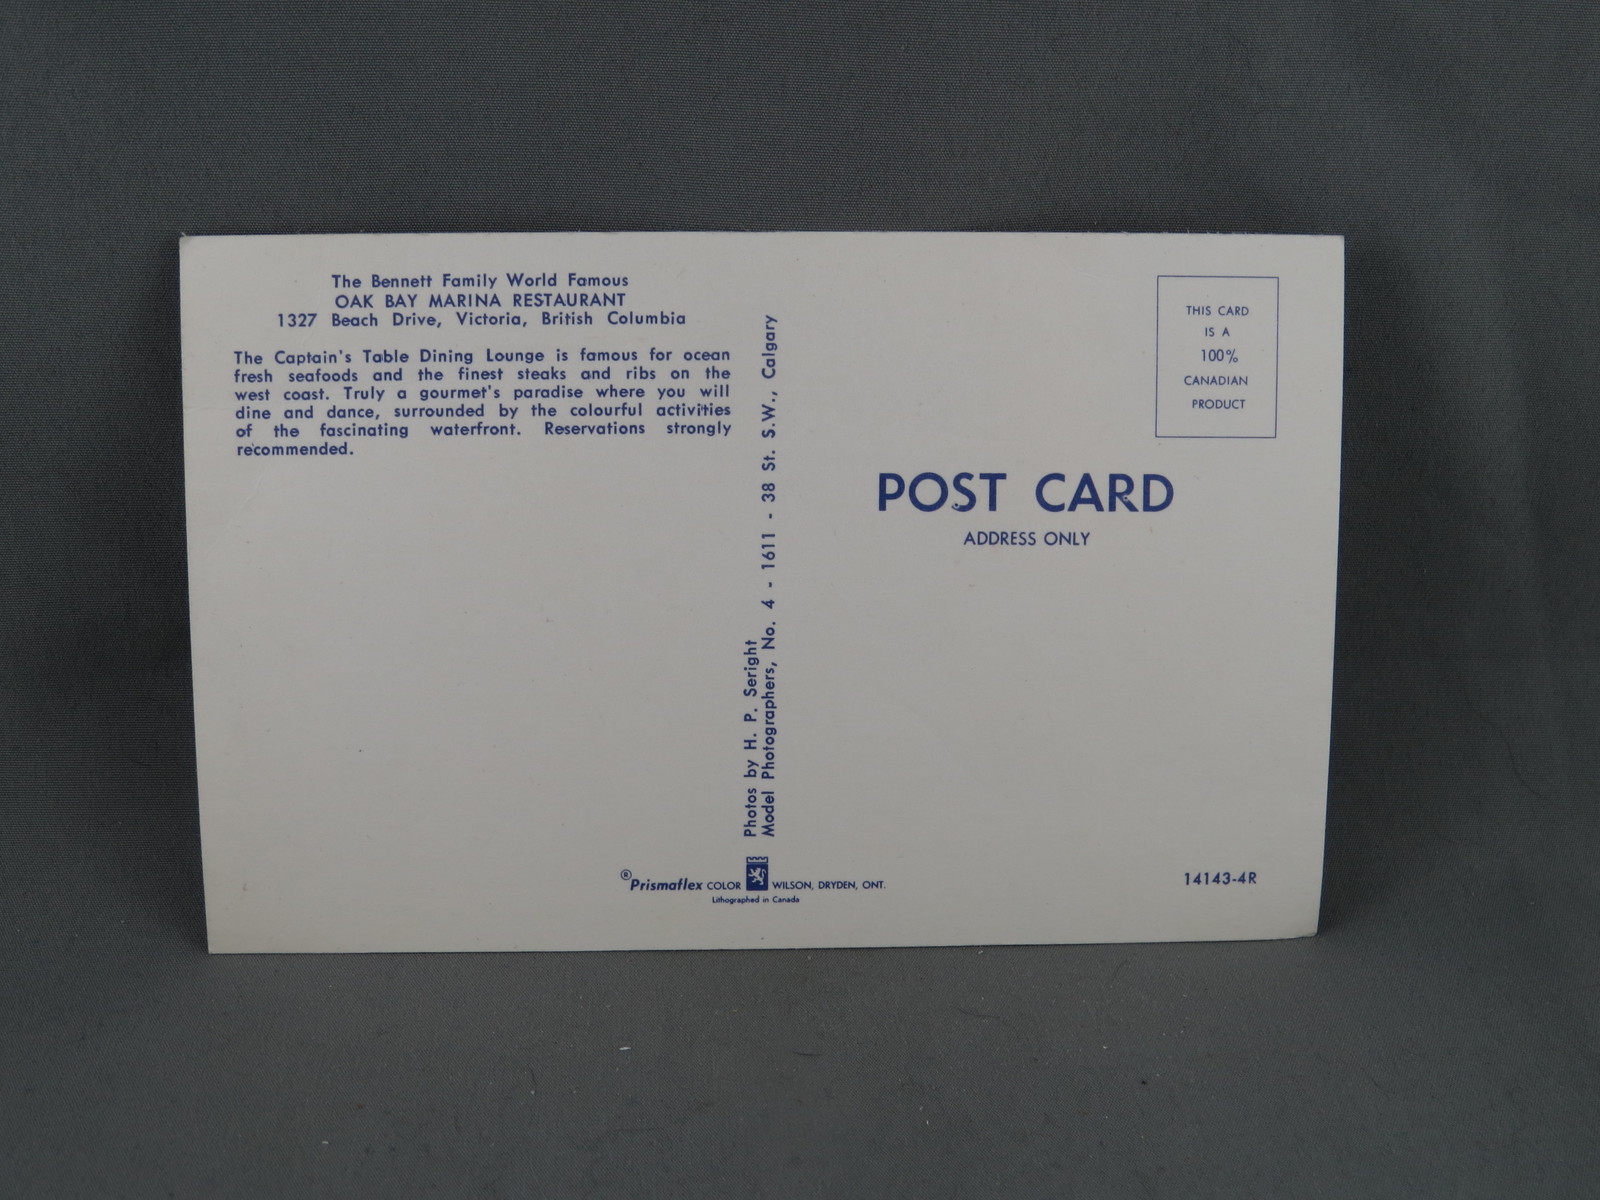 The Bennett Family World Famous
OAK BAY MARINA RESTAURANT
1327 Beach Drive, Victoria, British Columbia
The Captain's Table Dining Lounge is famous for ocean
fresh seafoods and the finest steaks and ribs on the
west coast. Truly a gourmet's paradise where you will
dine and dance, surrounded by the colourful activities
of the fascinating waterfront. Reservations strongly
recommended.
Photos by H. P. Seright
Model Photographers, No. 4 - 1611 - 38 St. S.W., Calgary
THIS CARD
IS A
100%
CANADIAN
PRODUCT
POST CARD
ADDRESS ONLY
®Prismaflex COLOR WILSON, DRYDEN, ONT.
Lithographed in Canada
14143-4R